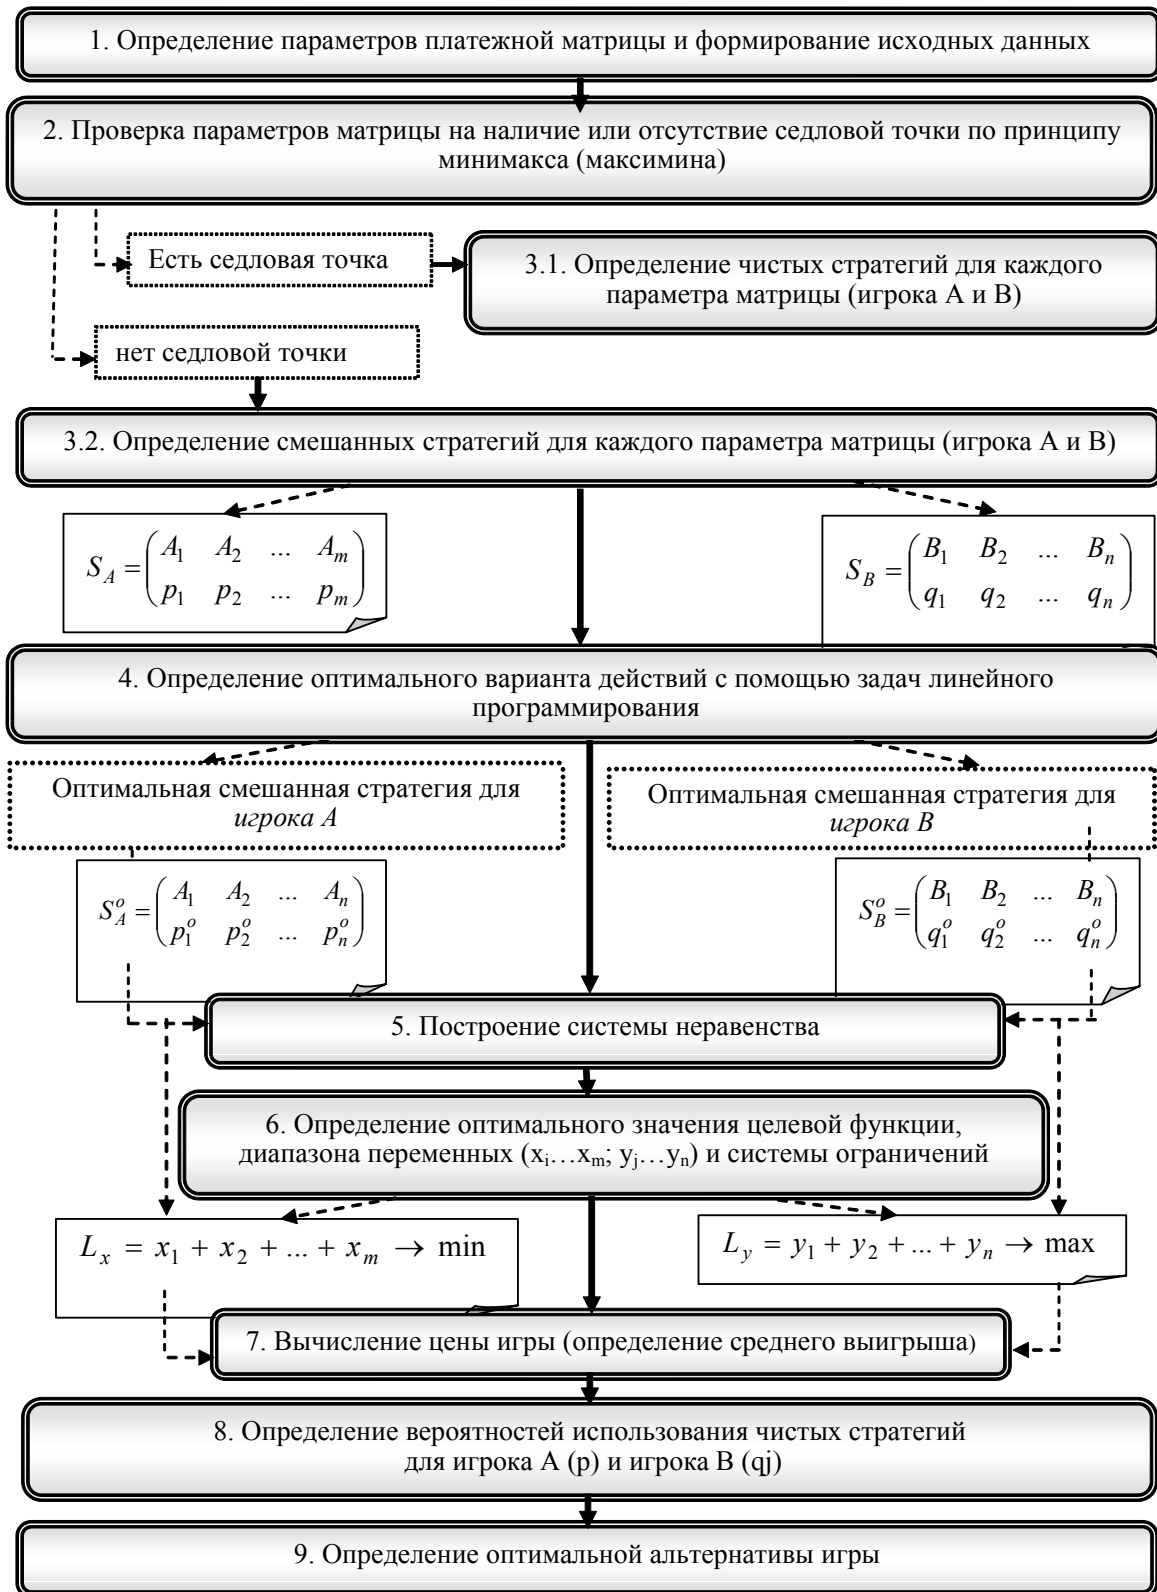 1. Определение параметров платежной матрицы и формирование исходных данных
2. Проверка параметров матрицы на наличие или отсутствие седловой точки по принципу
минимакса (максимина)
Есть седловая точка
3.1. Определение чистых стратегий для каждого
параметра матрицы (игрока А и В)
нет седловой точки
3.2. Определение смешанных стратегий для каждого параметра матрицы (игрока А и В)
S_A = (A_1 A_2 ... A_m
p_1 p_2 ... p_m)
S_B = (B_1 B_2 ... B_n
q_1 q_2 ... q_n)
4. Определение оптимального варианта действий с помощью задач линейного
программирования
Оптимальная смешанная стратегия для
игрока А
Оптимальная смешанная стратегия для
игрока В
S_A^o = (A_1 A_2 ... A_n
p_1^o p_2^o ... p_n^o)
S_B^o = (B_1 B_2 ... B_n
q_1^o q_2^o ... q_n^o)
5. Построение системы неравенства
6. Определение оптимального значения целевой функции,
диапазона переменных (x_i…x_m; y_j…y_n) и системы ограничений
L_x = x_1 + x_2 + ... + x_m → min
L_y = y_1 + y_2 + ... + y_n → max
7. Вычисление цены игры (определение среднего выигрыша)
8. Определение вероятностей использования чистых стратегий
для игрока А (p) и игрока В (qj)
9. Определение оптимальной альтернативы игры